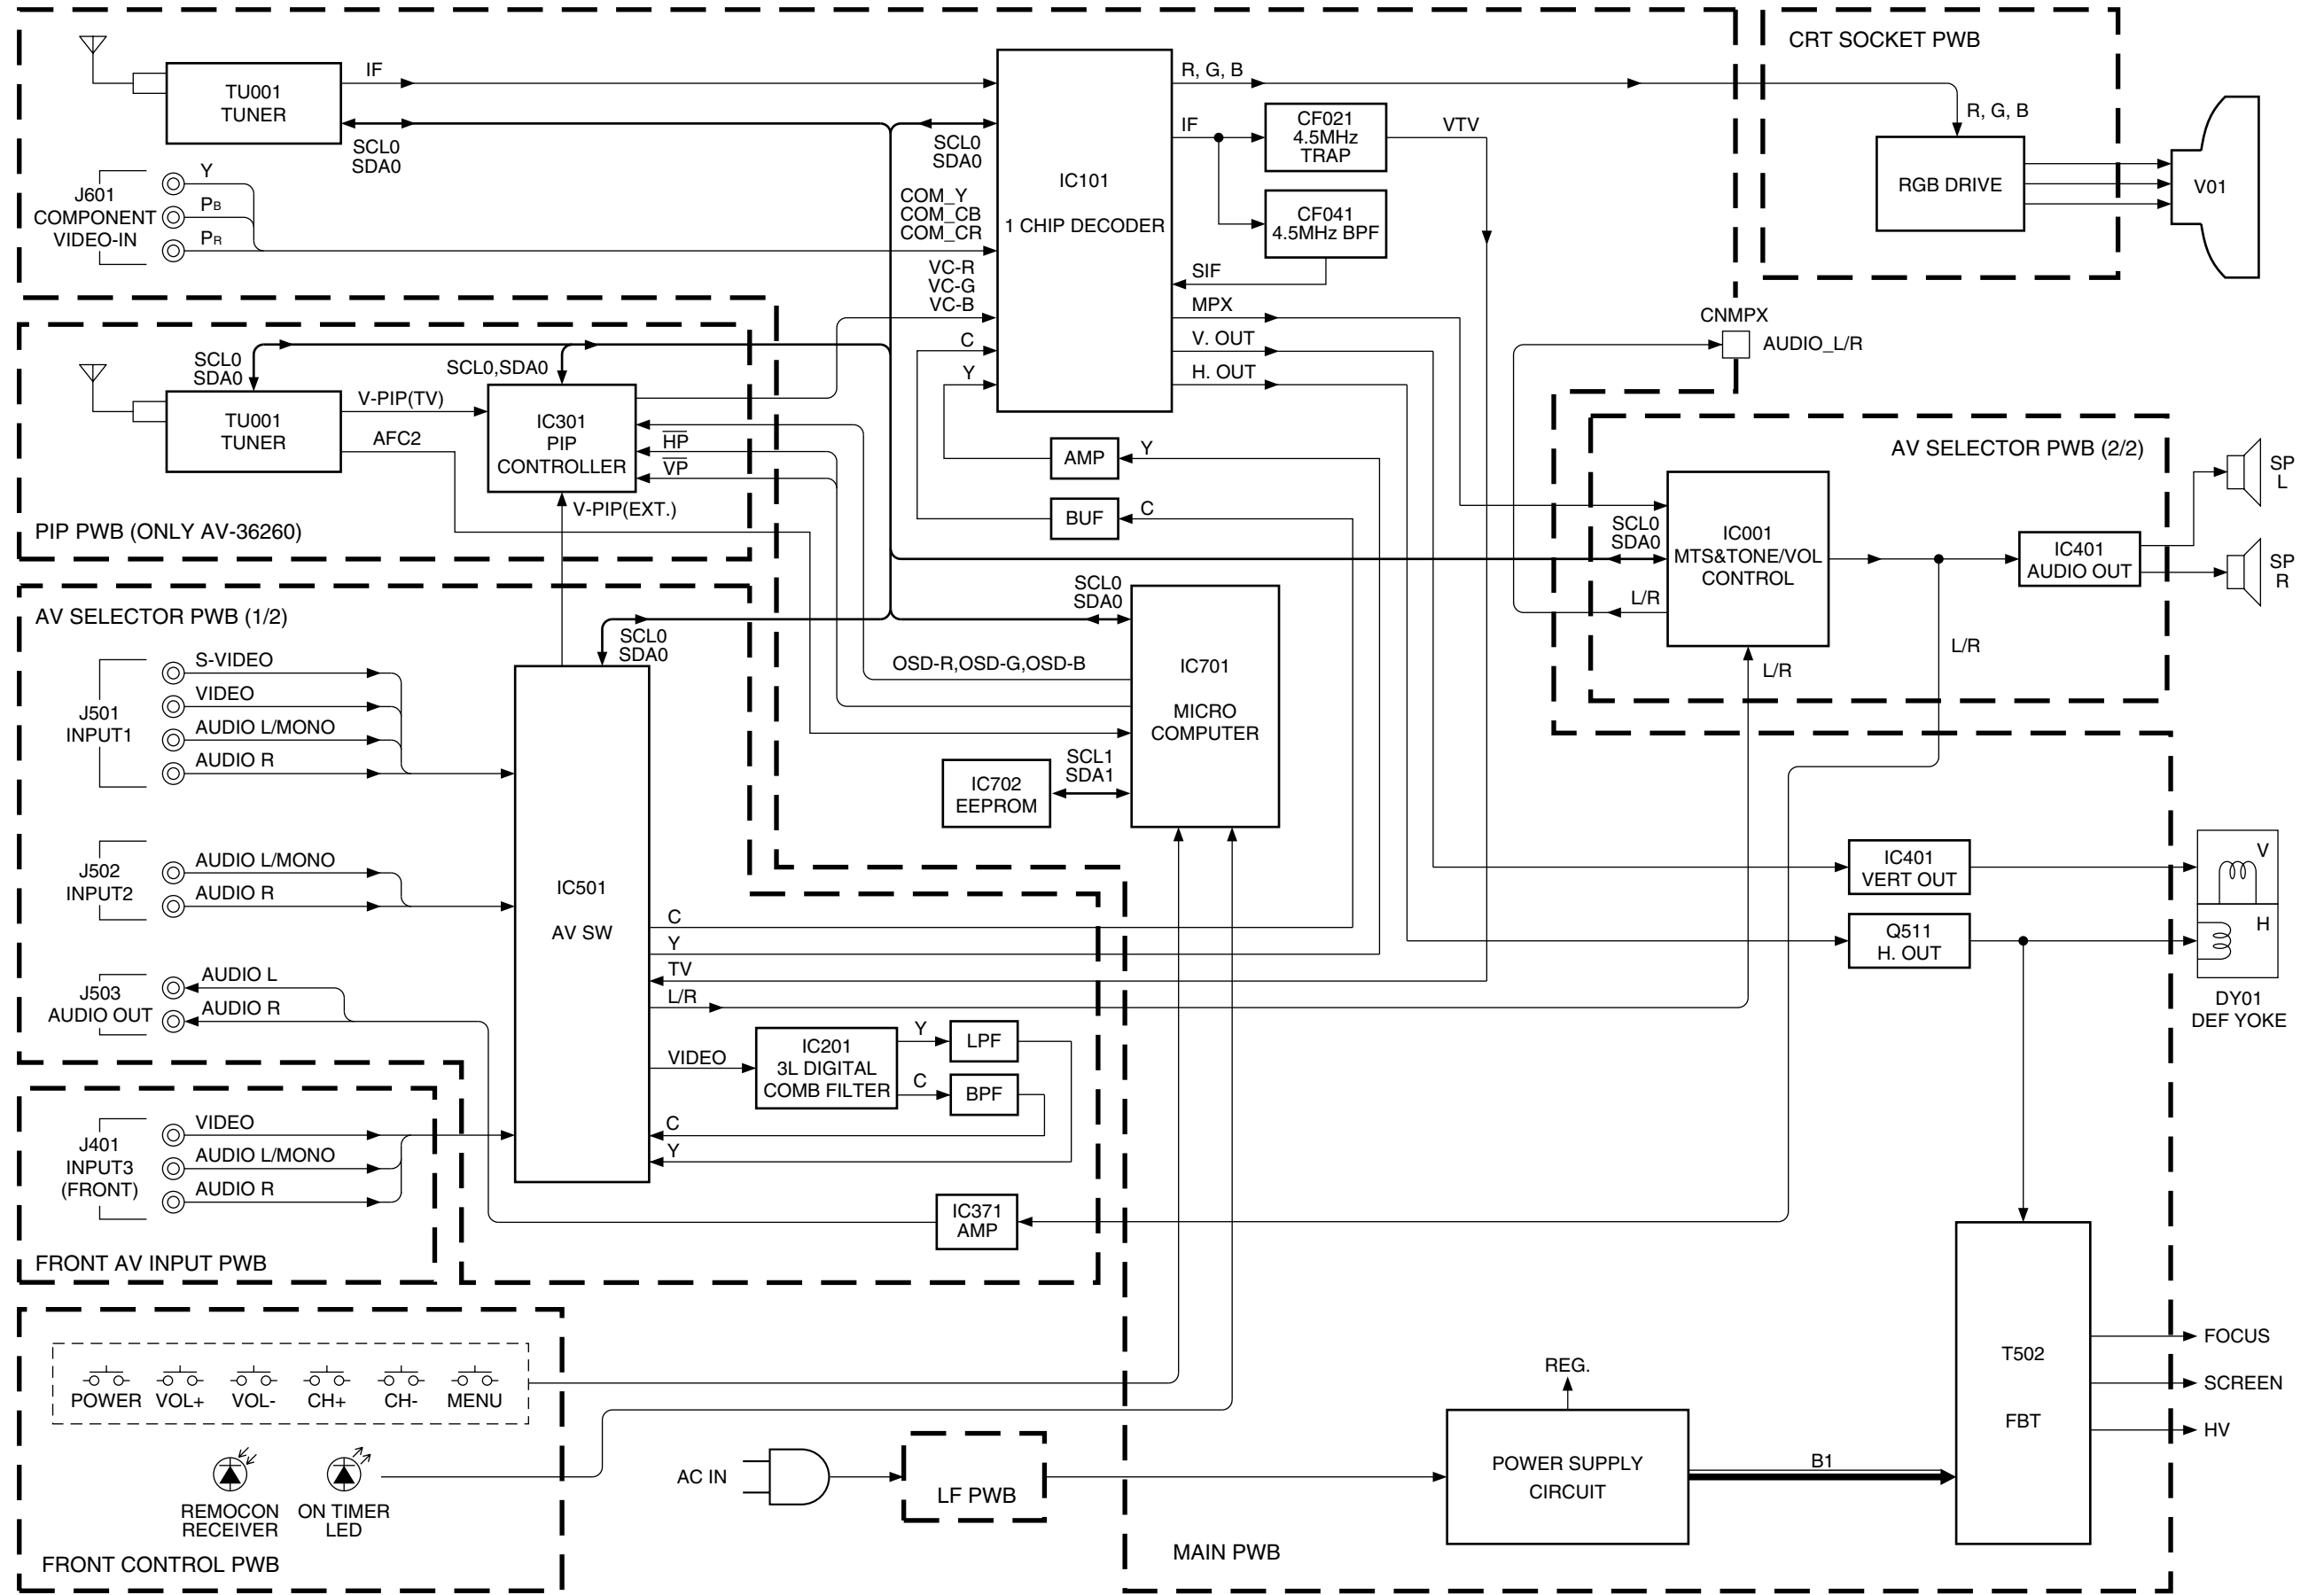 CRT SOCKET PWB
TU001
TUNER
IF
SCL0
SDA0
SCL0
SDA0
R, G, B
IF
CF021
4.5MHz
TRAP
VTV
R, G, B
RGB DRIVE
V01
J601
COMPONENT
VIDEO-IN
Y
PB
PR
COM_Y
COM_CB
COM_CR
IC101
1 CHIP DECODER
CF041
4.5MHz BPF
SIF
VC-R
VC-G
VC-B
MPX
V. OUT
H. OUT
C
Y
CNMPX
AUDIO_L/R
SCL0
SDA0
SCL0,SDA0
TU001
TUNER
V-PIP(TV)
AFC2
IC301
PIP
CONTROLLER
HP
VP
V-PIP(EXT.)
PIP PWB (ONLY AV-36260)
AMP
Y
BUF
C
AV SELECTOR PWB (2/2)
SCL0
SDA0
IC001
MTS&TONE/VOL
CONTROL
L/R
L/R
L/R
IC401
AUDIO OUT
SP
L
SP
R
AV SELECTOR PWB (1/2)
SCL0
SDA0
SCL0
SDA0
OSD-R,OSD-G,OSD-B
IC701
MICRO
COMPUTER
IC702
EEPROM
SCL1
SDA1
J501
INPUT1
S-VIDEO
VIDEO
AUDIO L/MONO
AUDIO R
J502
INPUT2
AUDIO L/MONO
AUDIO R
IC501
AV SW
J503
AUDIO OUT
AUDIO L
AUDIO R
C
Y
TV
L/R
VIDEO
IC201
3L DIGITAL
COMB FILTER
Y
LPF
C
BPF
C
Y
IC401
VERT OUT
Q511
H. OUT
V
H
DY01
DEF YOKE
J401
INPUT3
(FRONT)
VIDEO
AUDIO L/MONO
AUDIO R
IC371
AMP
FRONT AV INPUT PWB
POWER
VOL+
VOL-
CH+
CH-
MENU
REMOCON
RECEIVER
ON TIMER
LED
FRONT CONTROL PWB
AC IN
LF PWB
REG.
POWER SUPPLY
CIRCUIT
B1
T502
FBT
FOCUS
SCREEN
HV
MAIN PWB